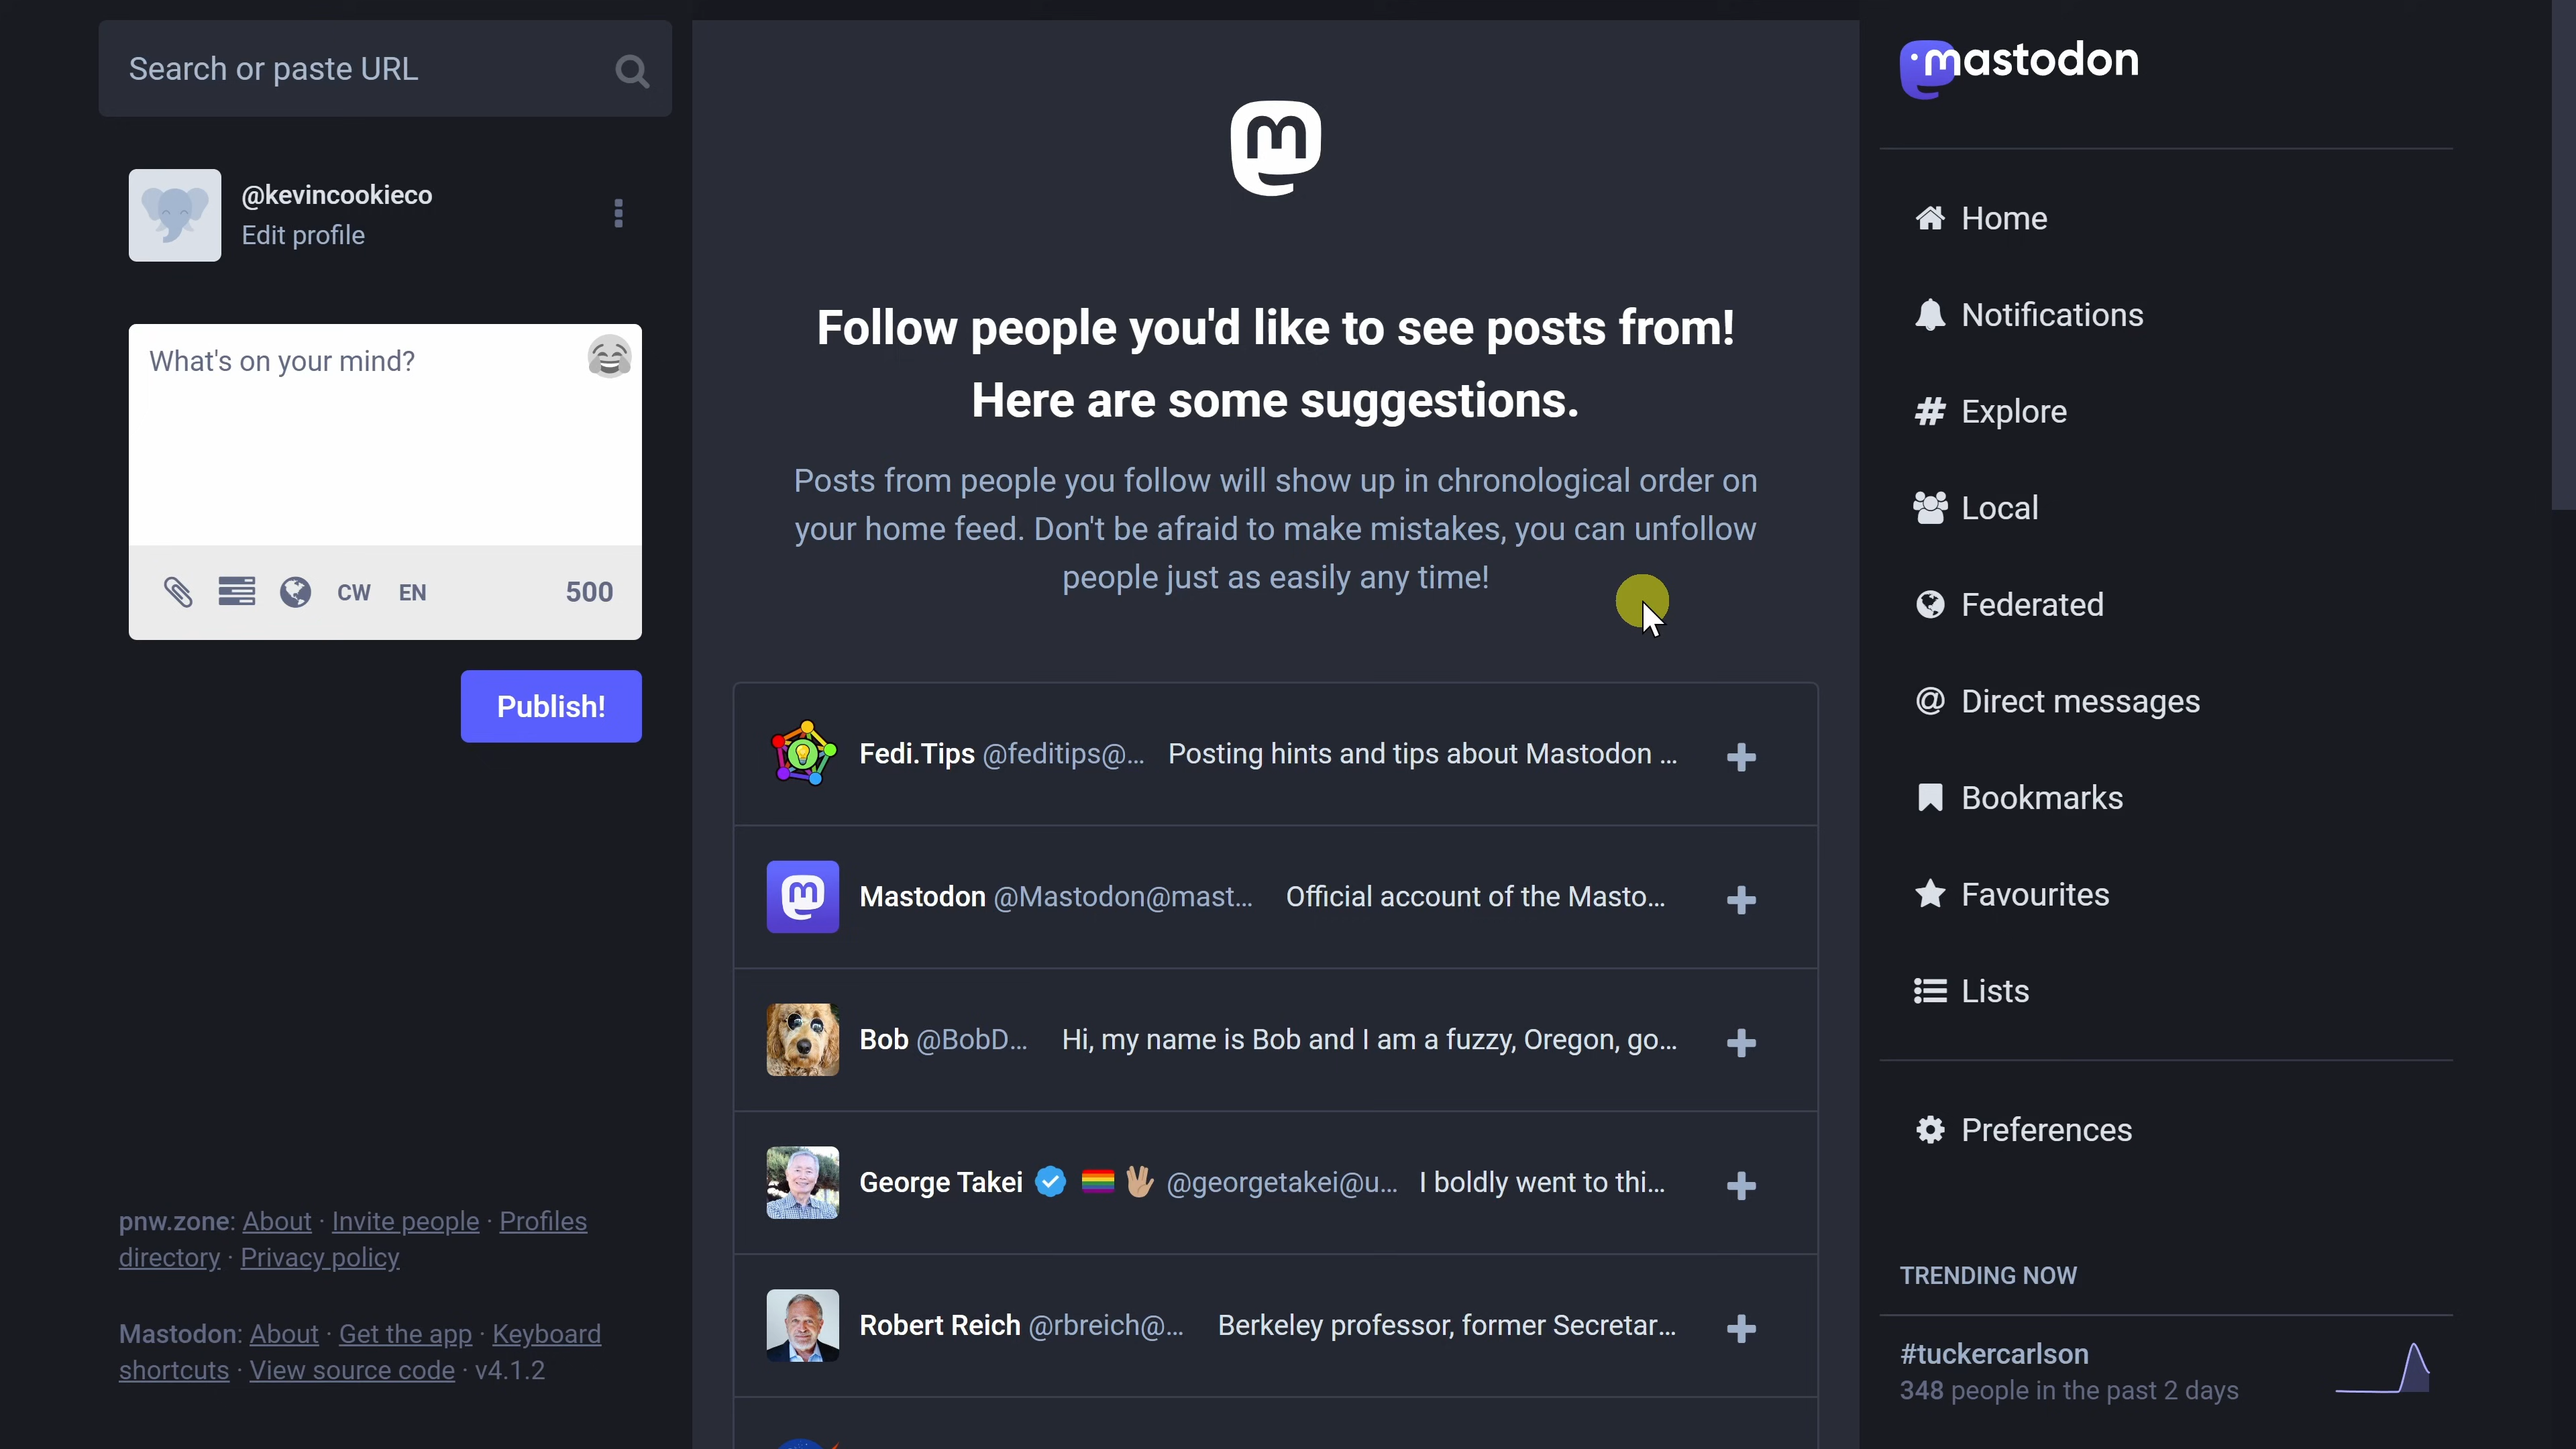 Search or paste URL
@kevincookieco
Edit profile
What's on your mind?
CW EN 500
Publish!
pnw.zone: About · Invite people · Profiles
directory · Privacy policy
Mastodon: About · Get the app · Keyboard
shortcuts · View source code · v4.1.2
Follow people you'd like to see posts from!
Here are some suggestions.
Posts from people you follow will show up in chronological order on
your home feed. Don't be afraid to make mistakes, you can unfollow
people just as easily any time!
Fedi.Tips @feditips@... Posting hints and tips about Mastodon ...
Mastodon @Mastodon@mast... Official account of the Masto...
Bob @BobD... Hi, my name is Bob and I am a fuzzy, Oregon, go...
George Takei @georgetakei@u... I boldly went to thi...
Robert Reich @rbreich@... Berkeley professor, former Secretar...
mastodon
Home
Notifications
Explore
Local
Federated
Direct messages
Bookmarks
Favourites
Lists
Preferences
TRENDING NOW
#tuckercarlson
348 people in the past 2 days